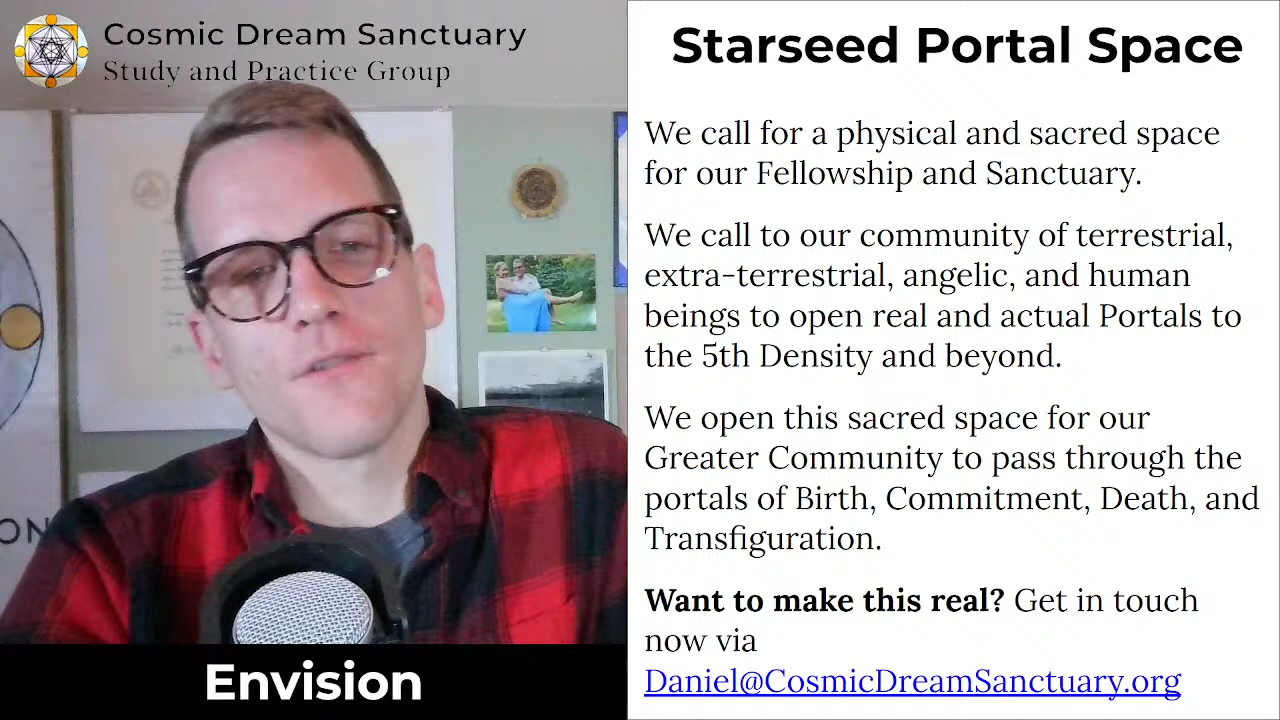 Cosmic Dream Sanctuary
Study and Practice Group
ON
Envision
Starseed Portal Space
We call for a physical and sacred space
for our Fellowship and Sanctuary.
We call to our community of terrestrial,
extra-terrestrial, angelic, and human
beings to open real and actual Portals to
the 5th Density and beyond.
We open this sacred space for our
Greater Community to pass through the
portals of Birth, Commitment, Death, and
Transfiguration.
Want to make this real? Get in touch
now via
Daniel@CosmicDreamSanctuary.org